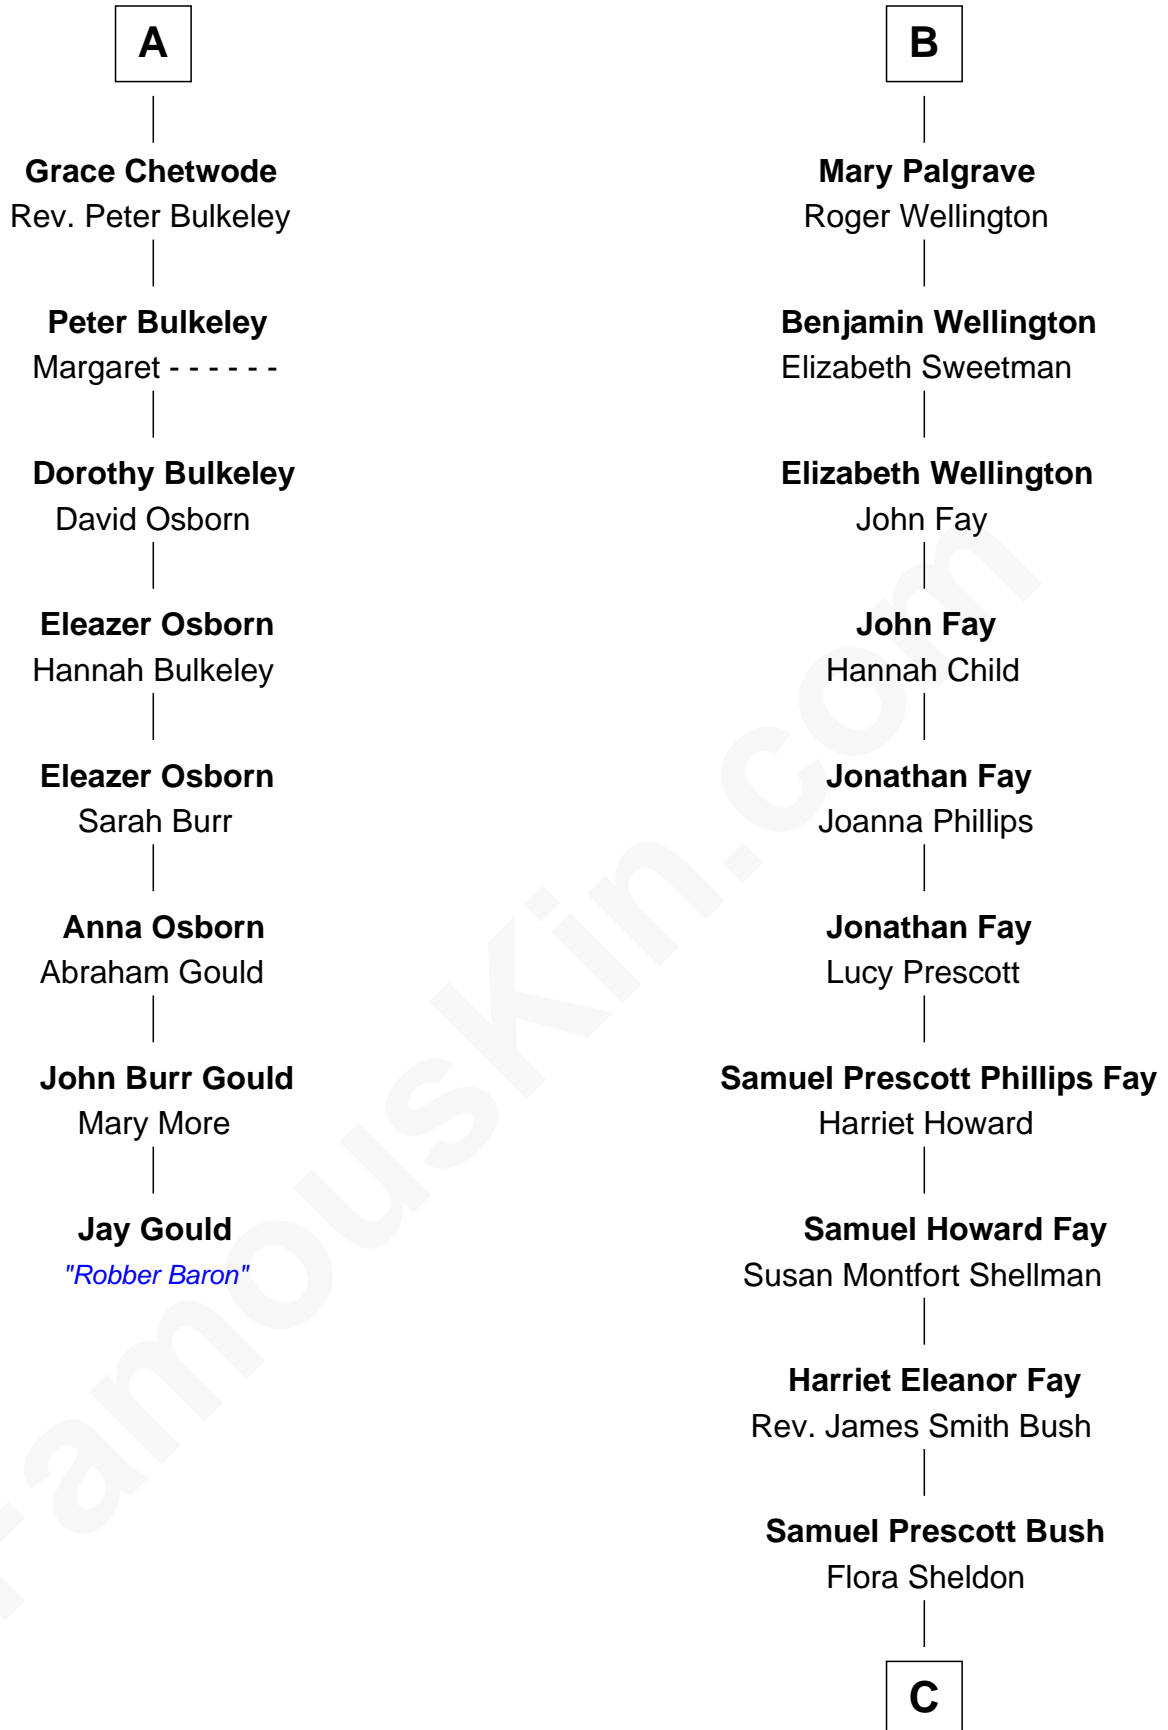 A
Grace Chetwode
Rev. Peter Bulkeley
Peter Bulkeley
Margaret - - - - - -
Dorothy Bulkeley
David Osborn
Eleazer Osborn
Hannah Bulkeley
Eleazer Osborn
Sarah Burr
Anna Osborn
Abraham Gould
John Burr Gould
Mary More
Jay Gould
"Robber Baron"
B
Mary Palgrave
Roger Wellington
Benjamin Wellington
Elizabeth Sweetman
Elizabeth Wellington
John Fay
John Fay
Hannah Child
Jonathan Fay
Joanna Phillips
Jonathan Fay
Lucy Prescott
Samuel Prescott Phillips Fay
Harriet Howard
Samuel Howard Fay
Susan Montfort Shellman
Harriet Eleanor Fay
Rev. James Smith Bush
Samuel Prescott Bush
Flora Sheldon
C
FamousKin.com